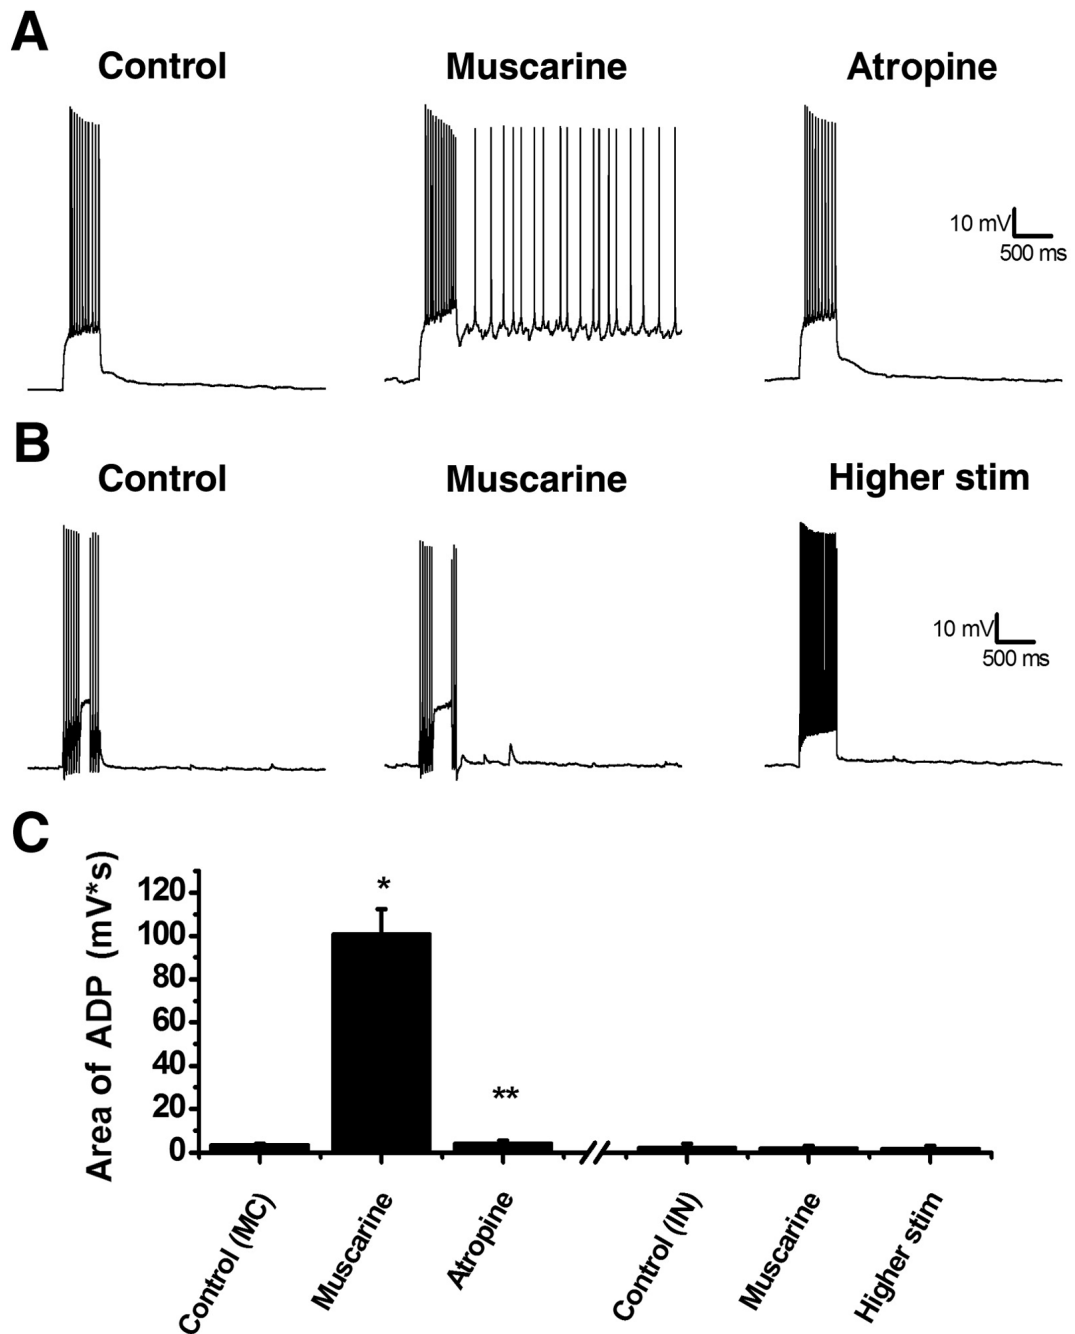 A
Control
Muscarine
Atropine
10 mV
500 ms
B
Control
Muscarine
Higher stim
10 mV
500 ms
C
Area of ADP (mV*s)
120
100
80
60
40
20
0
*
**
Control (MC)
Muscarine
Atropine
Control (IN)
Muscarine
Higher stim